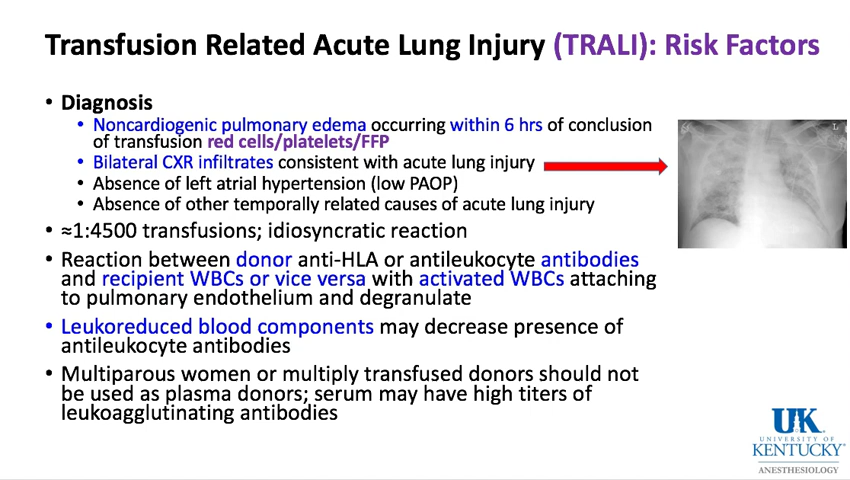 Transfusion Related Acute Lung Injury (TRALI): Risk Factors
• Diagnosis
• Noncardiogenic pulmonary edema occurring within 6 hrs of conclusion
of transfusion red cells/platelets/FFP
• Bilateral CXR infiltrates consistent with acute lung injury
• Absence of left atrial hypertension (low PAOP)
• Absence of other temporally related causes of acute lung injury
• ≈1:4500 transfusions; idiosyncratic reaction
• Reaction between donor anti-HLA or antileukocyte antibodies
and recipient WBCs or vice versa with activated WBCs attaching
to pulmonary endothelium and degranulate
• Leukoreduced blood components may decrease presence of
antileukocyte antibodies
• Multiparous women or multiply transfused donors should not
be used as plasma donors; serum may have high titers of
leukoagglutinating antibodies
L
UK
UNIVERSITY OF
KENTUCKY
ANESTHESIOLOGY